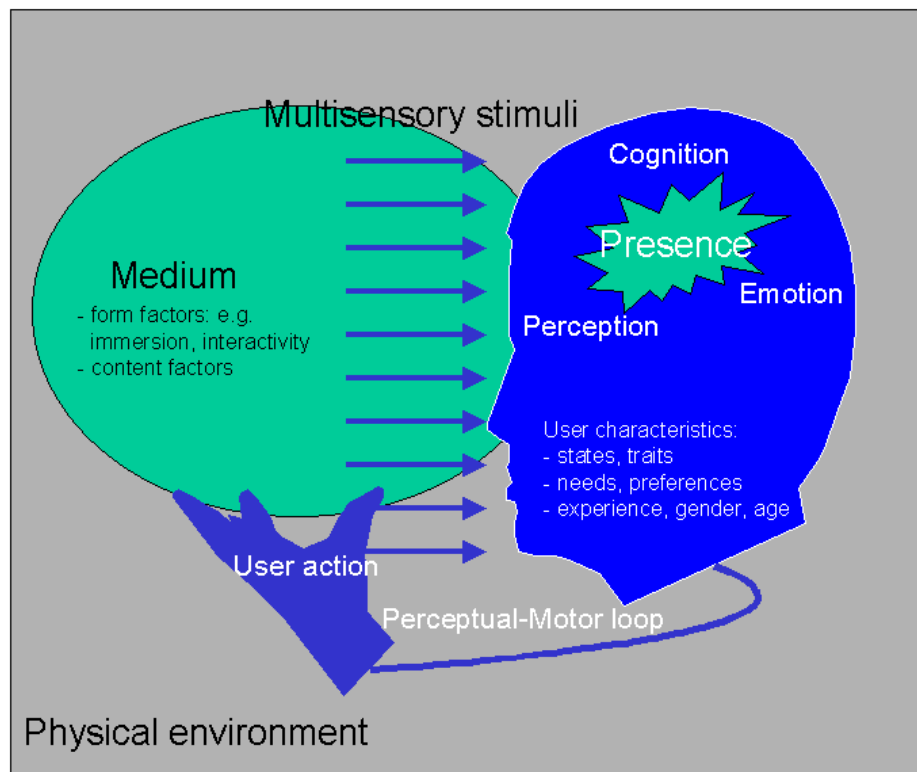 Multisensory stimuli
Cognition
Presence
Emotion
Perception
Medium
- form factors: e.g.
immersion, interactivity
- content factors
User characteristics:
- states, traits
- needs, preferences
- experience, gender, age
User action
Perceptual-Motor loop
Physical environment